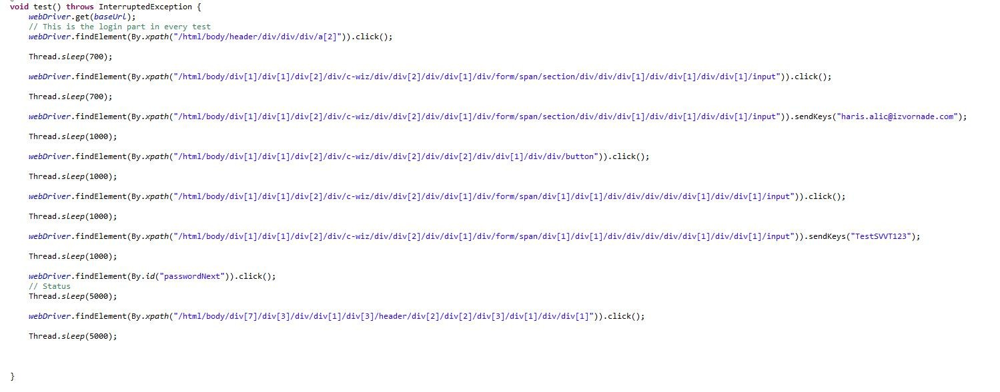 void test() throws InterruptedException {
webDriver.get(baseUrl);
// This is the login part in every test
webDriver.findElement(By.xpath("/html/body/header/div/div/div/a[2]")).click();
Thread.sleep(700);
webDriver.findElement(By.xpath("/html/body/div[1]/div[1]/div[2]/div/c-wiz/div/div[2]/div/div[1]/div/form/span/section/div/div/div[1]/div/div[1]/div/div[1]/input")).click();
Thread.sleep(700);
webDriver.findElement(By.xpath("/html/body/div[1]/div[1]/div[2]/div/c-wiz/div/div[2]/div/div[1]/div/form/span/section/div/div/div[1]/div/div[1]/div/div[1]/input")).sendKeys("haris.alic@izvornade.com");
Thread.sleep(1000);
webDriver.findElement(By.xpath("/html/body/div[1]/div[1]/div[2]/div/c-wiz/div/div[2]/div/div[2]/div/div[1]/div/div/button")).click();
Thread.sleep(1000);
webDriver.findElement(By.xpath("/html/body/div[1]/div[1]/div[2]/div/c-wiz/div/div[2]/div/div[1]/div/form/span/div[1]/div[1]/div/div/div/div/div[1]/div/div[1]/input")).click();
Thread.sleep(1000);
webDriver.findElement(By.xpath("/html/body/div[1]/div[1]/div[2]/div/c-wiz/div/div[2]/div/div[1]/div/form/span/div[1]/div[1]/div/div/div/div/div[1]/div/div[1]/input")).sendKeys("TestSVVT123");
Thread.sleep(1000);
webDriver.findElement(By.id("passwordNext")).click();
// Status
Thread.sleep(5000);
webDriver.findElement(By.xpath("/html/body/div[7]/div[3]/div/div[1]/div[3]/header/div[2]/div[2]/div[3]/div[1]/div/div[1]")).click();
Thread.sleep(5000);
}